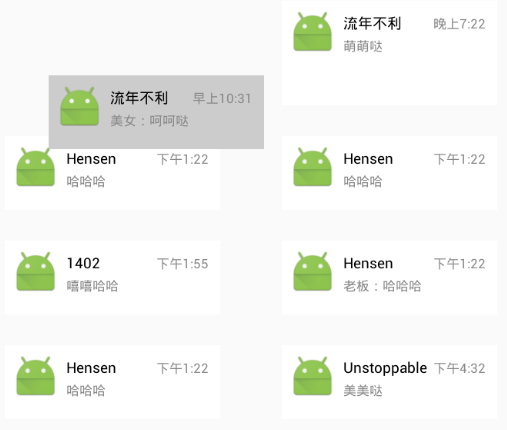 流年不利 晚上7:22
萌萌哒
流年不利 早上10:31
美女：呵呵哒
Hensen 下午1:22
哈哈哈
Hensen 下午1:22
哈哈哈
1402 下午1:55
嘻嘻哈哈
Hensen 下午1:22
老板：哈哈哈
Hensen 下午1:22
哈哈哈
Unstoppable 下午4:32
美美哒